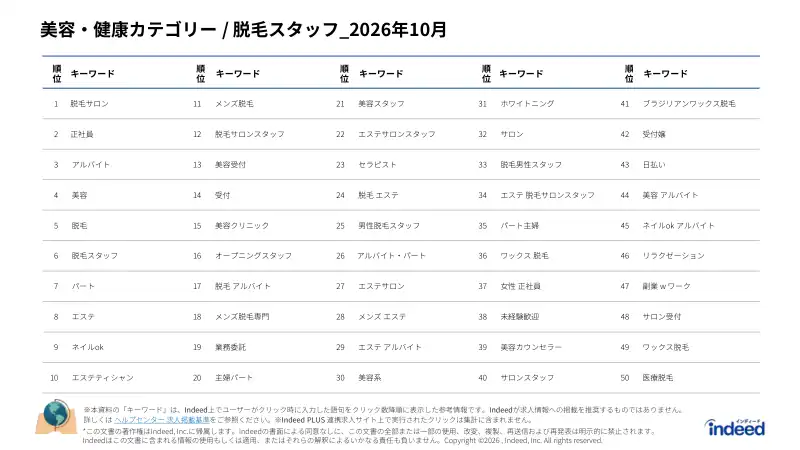 美容・健康カテゴリー / 脱毛スタッフ_2026年10月
順位 キーワード 順位 キーワード 順位 キーワード 順位 キーワード 順位 キーワード
1 脱毛サロン 11 メンズ脱毛 21 美容スタッフ 31 ホワイトニング 41 ブラジリアンワックス脱毛
2 正社員 12 脱毛サロンスタッフ 22 エステサロンスタッフ 32 サロン 42 受付嬢
3 アルバイト 13 美容受付 23 セラピスト 33 脱毛男性スタッフ 43 日払い
4 美容 14 受付 24 脱毛 エステ 34 エステ 脱毛サロンスタッフ 44 美容 アルバイト
5 脱毛 15 美容クリニック 25 男性脱毛スタッフ 35 パート主婦 45 ネイルok アルバイト
6 脱毛スタッフ 16 オープニングスタッフ 26 アルバイト・パート 36 ワックス 脱毛 46 リラクゼーション
7 パート 17 脱毛 アルバイト 27 エステサロン 37 女性 正社員 47 副業 wワーク
8 エステ 18 メンズ脱毛専門 28 メンズ エステ 38 未経験歓迎 48 サロン受付
9 ネイルok 19 業務委託 29 エステ アルバイト 39 美容カウンセラー 49 ワックス脱毛
10 エステティシャン 20 主婦パート 30 美容系 40 サロンスタッフ 50 医療脱毛
※本資料の「キーワード」は、Indeed上でユーザーがクリック時に入力した語句をクリック数降順に表示した参考情報です。Indeedが求人情報への掲載を推奨するものではありません。
詳しくは ヘルプセンター 求人掲載基準をご参照ください。※Indeed PLUS 連携求人サイト上で実行されたクリックは集計に含まれません。
*この文書の著作権はIndeed, Inc.に帰属します。Indeedの書面による同意なしに、この文書の全部または一部の使用、改変、複製、再送信および再発表は明示的に禁止されます。
Indeedはこの文書に含まれる情報の使用もしくは適用、またはそれらの解釈によるいかなる責任も負いません。Copyright ©2026 , Indeed, Inc. All rights reserved.
インディード
indeed